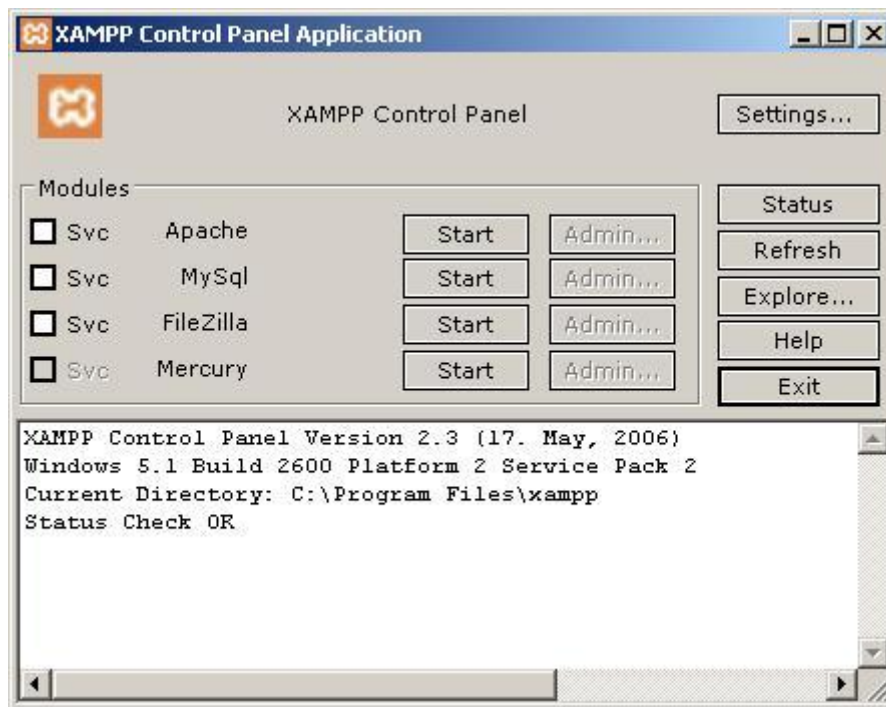 XAMPP Control Panel Application
XAMPP Control Panel
Settings...
Modules
Svc Apache Start Admin...
Svc MySql Start Admin...
Svc FileZilla Start Admin...
Svc Mercury Start Admin...
Status
Refresh
Explore...
Help
Exit
XAMPP Control Panel Version 2.3 (17. May, 2006)
Windows 5.1 Build 2600 Platform 2 Service Pack 2
Current Directory: C:\Program Files\xampp
Status Check OK